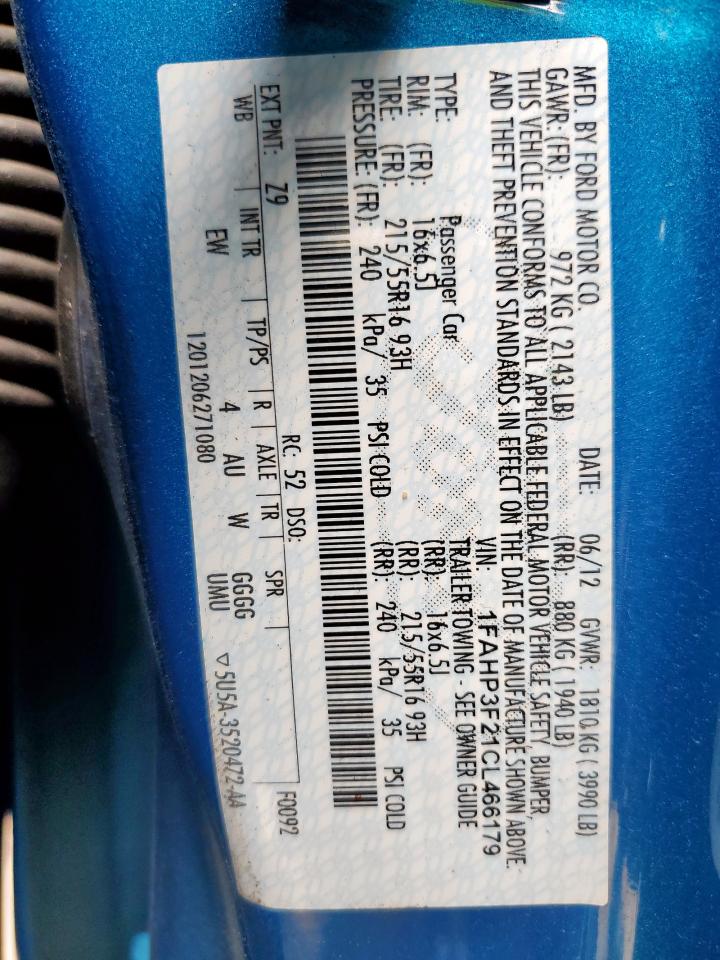 MFD. BY FORD MOTOR CO.
DATE: 06/12 GVWR: 1810 KG ( 3990 LB)
GAWR: (FR): 972 KG ( 2143 LB) (RR): 880 KG ( 1940 LB)
THIS VEHICLE CONFORMS TO ALL APPLICABLE FEDERAL MOTOR VEHICLE SAFETY, BUMPER,
AND THEFT PREVENTION STANDARDS IN EFFECT ON THE DATE OF MANUFACTURE SHOWN ABOVE.
VIN: 1FAHP3F21CL466179
TYPE: Passenger Car TRAILER TOWING - SEE OWNER GUIDE
RIM: (FR): 16x6.5J (RR): 16x6.5J
TIRE: (FR): 215/55R16 93H (RR): 215/55R16 93H
PRESSURE: (FR): 240 kPa/ 35 PSI COLD (RR): 240 kPa/ 35 PSI COLD
EXT PNT: Z9 RC: 52 DSO: F0092
WB | INT TR | TP/PS | R | AXLE | TR | SPR
EW 4 AU W GGGG
UMU
1201206271080 ▽5U5A-3520472-AA